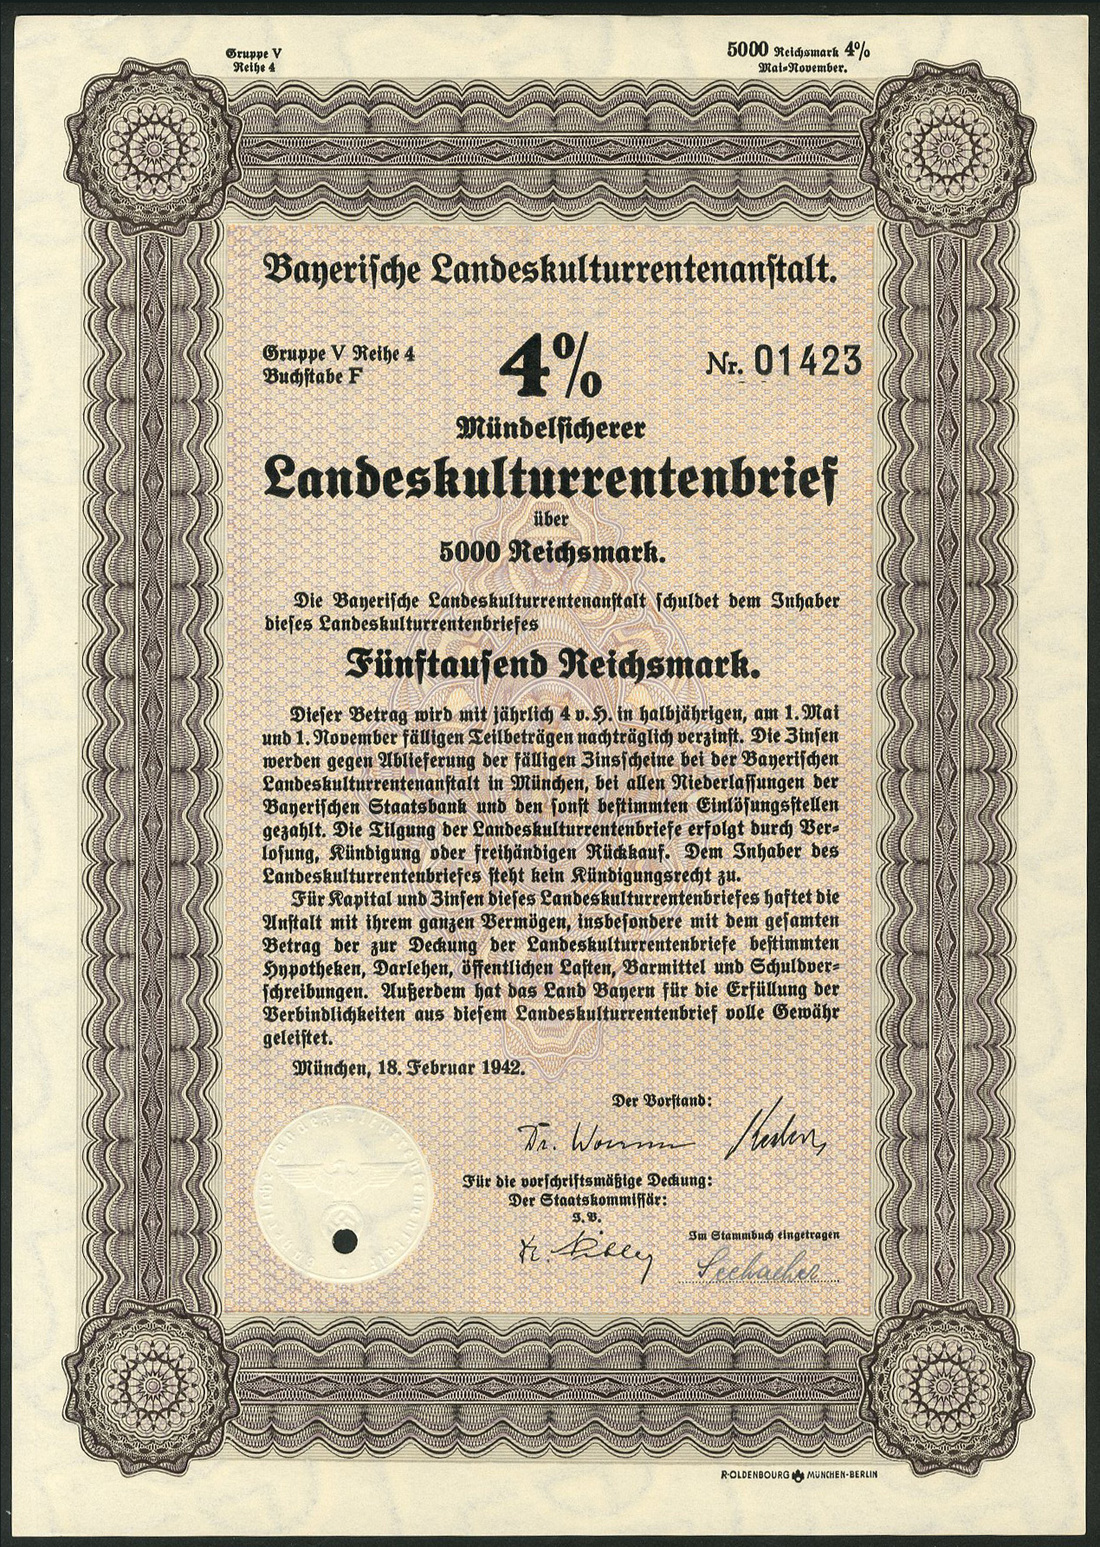 Gruppe V
Reihe 4
5000 Reichsmark 4%
Mai-November.
Bayerische Landeskulturrentenanstalt.
Gruppe V Reihe 4
Buchstabe F
4%
Nr. 01423
Mündelsicherer
Landeskulturrentenbrief
über
5000 Reichsmark.
Die Bayerische Landeskulturrentenanstalt schuldet dem Inhaber
dieses Landeskulturrentenbriefes
Fünftausend Reichsmark.
Dieser Betrag wird mit jährlich 4 v. H. in halbjährigen, am 1. Mai
und 1. November fälligen Teilbeträgen nachträglich verzinst. Die Zinsen
werden gegen Ablieferung der fälligen Zinsscheine bei der Bayerischen
Landeskulturrentenanstalt in München, bei allen Niederlassungen der
Bayerischen Staatsbank und den sonst bestimmten Einlösungsstellen
gezahlt. Die Tilgung der Landeskulturrentenbriefe erfolgt durch Ver-
losung, Kündigung oder freihändigen Rückkauf. Dem Inhaber des
Landeskulturrentenbriefes steht kein Kündigungsrecht zu.
Für Kapital und Zinsen dieses Landeskulturrentenbriefes haftet die
Anstalt mit ihrem ganzen Vermögen, insbesondere mit dem gesamten
Betrag der zur Deckung der Landeskulturrentenbriefe bestimmten
Hypotheken, Darlehen, öffentlichen Lasten, Barmittel und Schuldver-
schreibungen. Außerdem hat das Land Bayern für die Erfüllung der
Verbindlichkeiten aus diesem Landeskulturrentenbrief volle Gewähr
geleistet.
München, 18. Februar 1942.
Der Vorstand:
Dr.
Für die vorschriftsmäßige Deckung:
Der Staatskommissär:
I. V.
Im Stammbuch eingetragen
Seebacher
R·OLDENBOURG MÜNCHEN-BERLIN